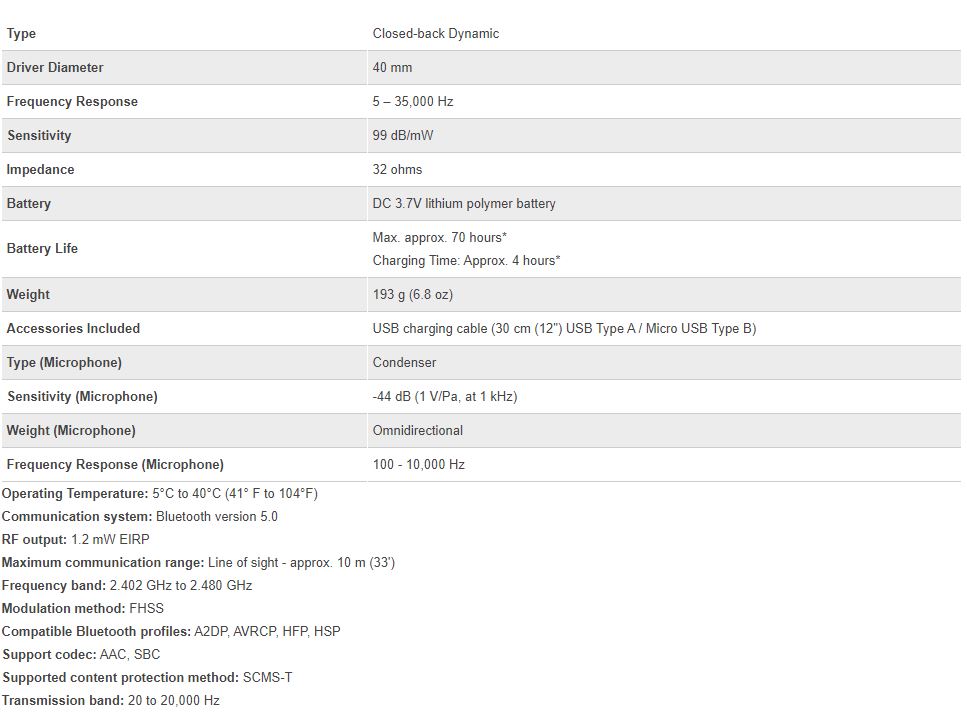 Type Closed-back Dynamic
Driver Diameter 40 mm
Frequency Response 5 – 35,000 Hz
Sensitivity 99 dB/mW
Impedance 32 ohms
Battery DC 3.7V lithium polymer battery
Battery Life Max. approx. 70 hours*
Charging Time: Approx. 4 hours*
Weight 193 g (6.8 oz)
Accessories Included USB charging cable (30 cm (12") USB Type A / Micro USB Type B)
Type (Microphone) Condenser
Sensitivity (Microphone) -44 dB (1 V/Pa, at 1 kHz)
Weight (Microphone) Omnidirectional
Frequency Response (Microphone) 100 - 10,000 Hz
Operating Temperature: 5°C to 40°C (41° F to 104°F)
Communication system: Bluetooth version 5.0
RF output: 1.2 mW EIRP
Maximum communication range: Line of sight - approx. 10 m (33')
Frequency band: 2.402 GHz to 2.480 GHz
Modulation method: FHSS
Compatible Bluetooth profiles: A2DP, AVRCP, HFP, HSP
Support codec: AAC, SBC
Supported content protection method: SCMS-T
Transmission band: 20 to 20,000 Hz